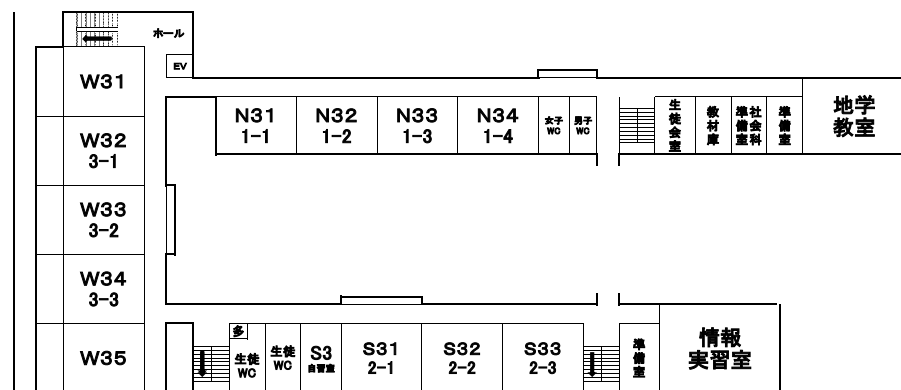 ホール
EV
W31
W32
3-1
W33
3-2
W34
3-3
W35
N31
1-1
N32
1-2
N33
1-3
N34
1-4
女子
WC
男子
WC
生徒会室
教材庫
社会科
準備室
準備室
地学
教室
多
生徒
WC
生徒
WC
S3
自習室
S31
2-1
S32
2-2
S33
2-3
準備室
情報
実習室